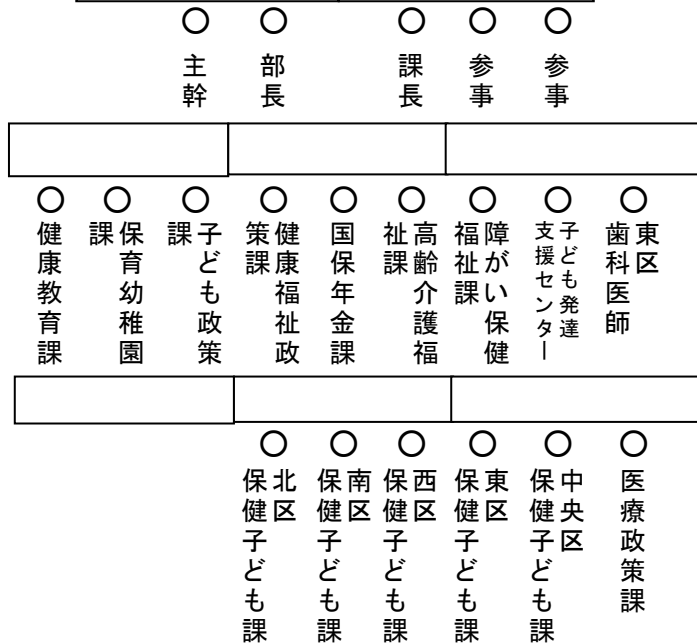 参事
参事
課長
部長
主幹
東区
歯科医師
子ども発達
支援センター
障がい保健
福祉課
高齢介護福
祉課
国保年金課
健康福祉政
策課
子ども政策
課
保育幼稚園
課
健康教育課
医療政策課
中央区
保健子ども課
東区
保健子ども課
西区
保健子ども課
南区
保健子ども課
北区
保健子ども課